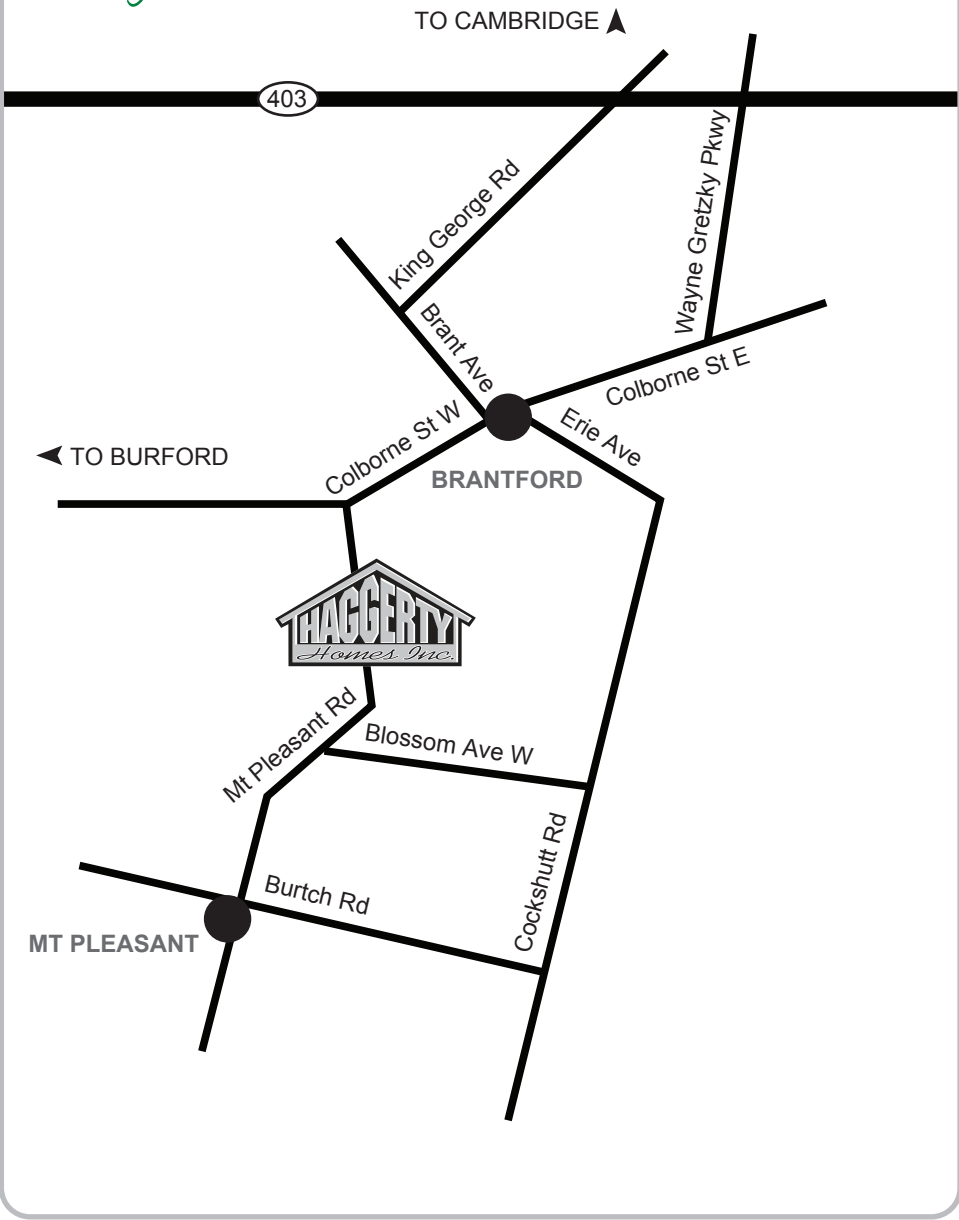 TO CAMBRIDGE
403
King George Rd
Wayne Gretzky Pkwy
Brant Ave
Colborne St E
Colborne St W
Erie Ave
TO BURFORD
BRANTFORD
HAGGERTY
Homes Inc.
Mt Pleasant Rd
Blossom Ave W
Cockshutt Rd
Burtch Rd
MT PLEASANT